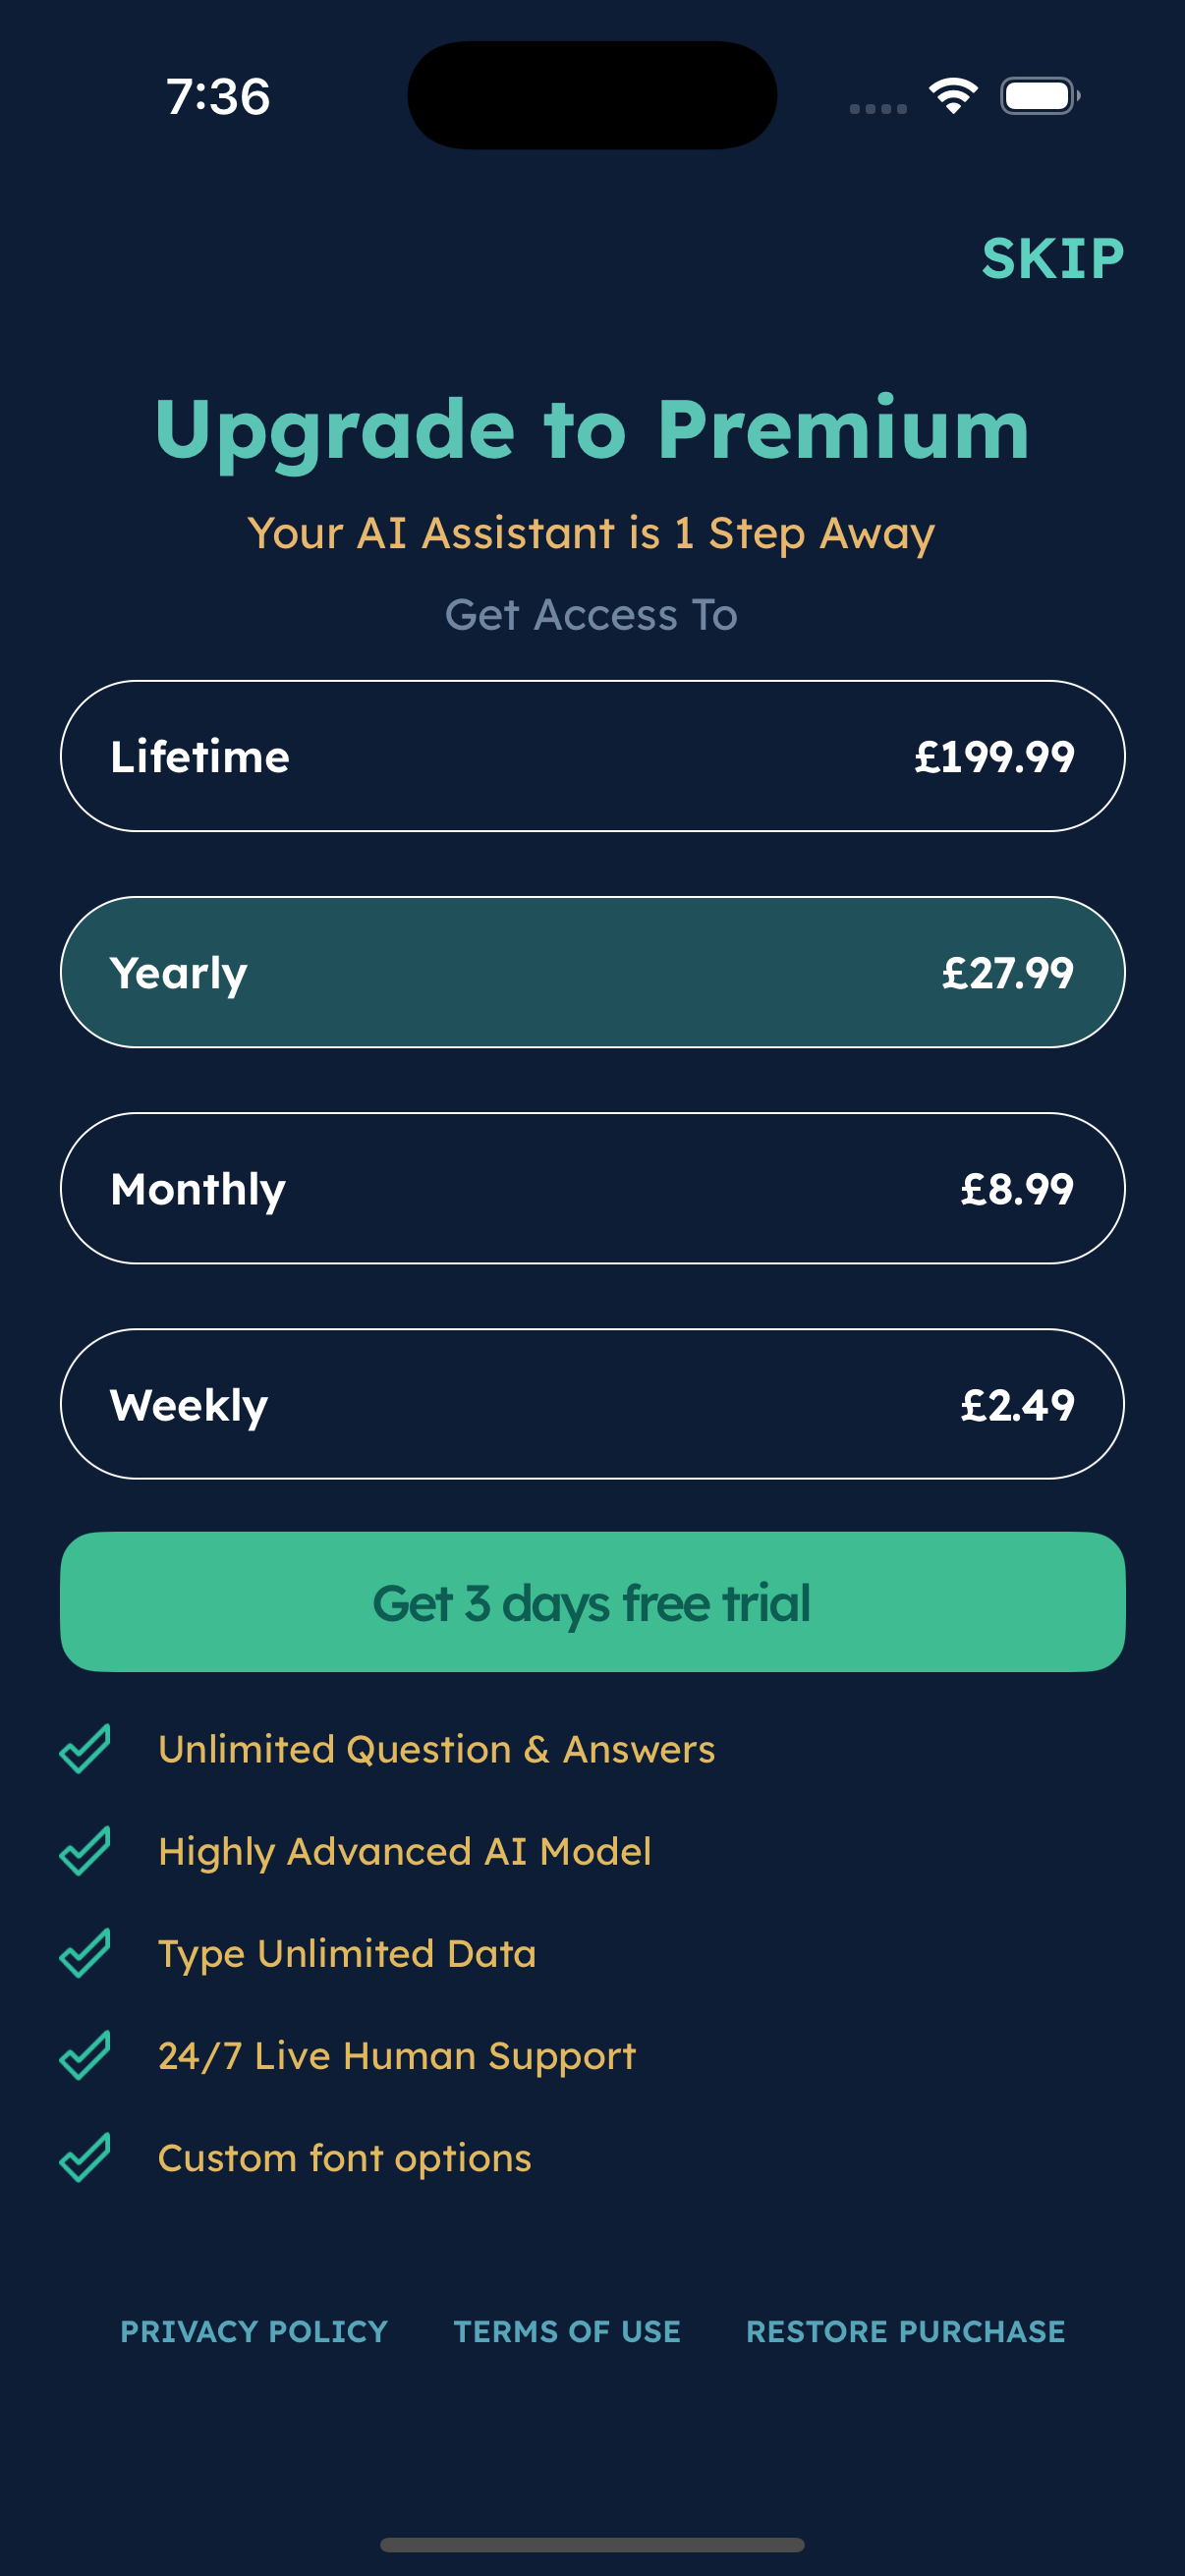 7:36
SKIP
Upgrade to Premium
Your AI Assistant is 1 Step Away
Get Access To
Lifetime £199.99
Yearly £27.99
Monthly £8.99
Weekly £2.49
Get 3 days free trial
Unlimited Question & Answers
Highly Advanced AI Model
Type Unlimited Data
24/7 Live Human Support
Custom font options
PRIVACY POLICY TERMS OF USE RESTORE PURCHASE